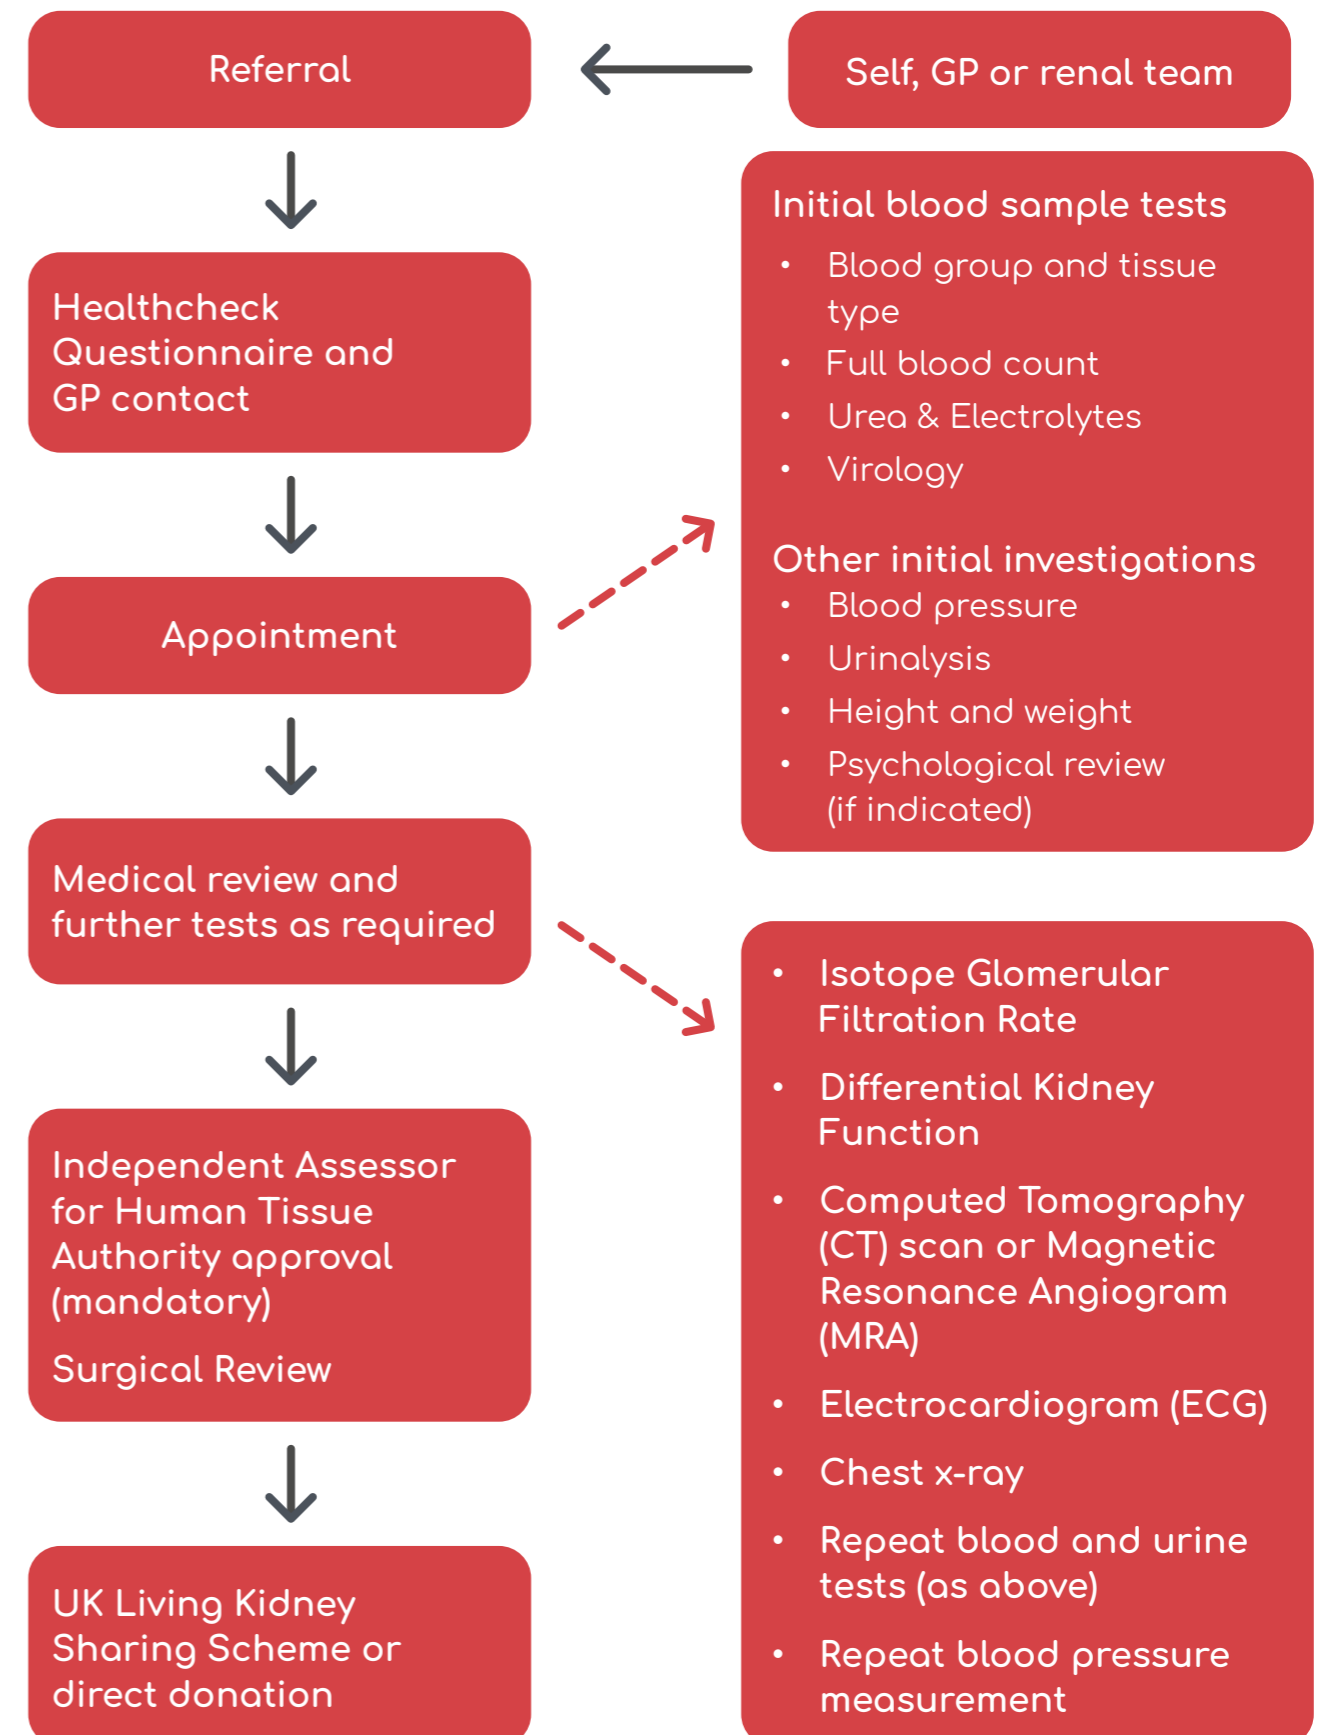 Referral
Self, GP or renal team
Healthcheck
Questionnaire and
GP contact
Appointment
Initial blood sample tests
• Blood group and tissue
type
• Full blood count
• Urea & Electrolytes
• Virology
Other initial investigations
• Blood pressure
• Urinalysis
• Height and weight
• Psychological review
(if indicated)
Medical review and
further tests as required
• Isotope Glomerular
Filtration Rate
• Differential Kidney
Function
• Computed Tomography
(CT) scan or Magnetic
Resonance Angiogram
(MRA)
• Electrocardiogram (ECG)
• Chest x-ray
• Repeat blood and urine
tests (as above)
• Repeat blood pressure
measurement
Independent Assessor
for Human Tissue
Authority approval
(mandatory)
Surgical Review
UK Living Kidney
Sharing Scheme or
direct donation